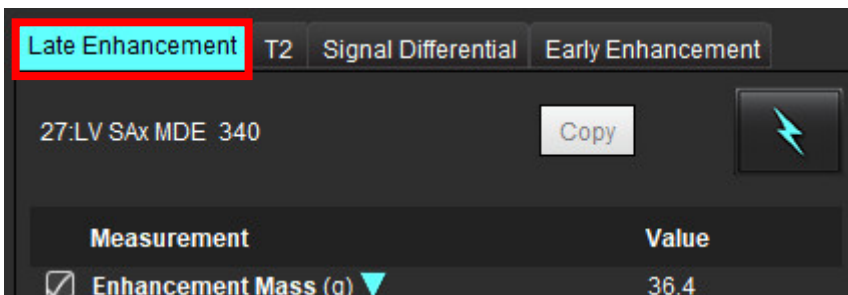 Late Enhancement T2 Signal Differential Early Enhancement
27:LV SAx MDE 340 Copy
Measurement Value
Enhancement Mass (g) 36.4